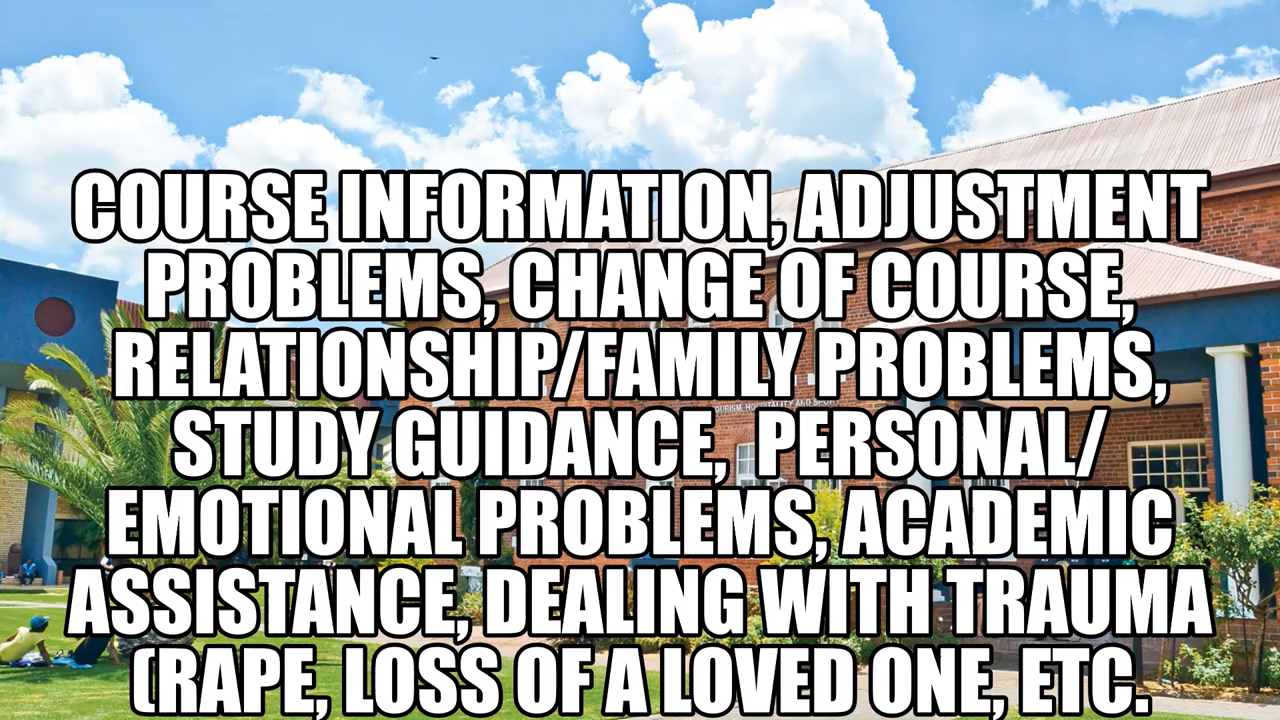 COURSE INFORMATION, ADJUSTMENT
PROBLEMS, CHANGE OF COURSE,
RELATIONSHIP/FAMILY PROBLEMS,
STUDY GUIDANCE,  PERSONAL/
EMOTIONAL PROBLEMS, ACADEMIC
ASSISTANCE, DEALING WITH TRAUMA
(RAPE, LOSS OF A LOVED ONE, ETC.